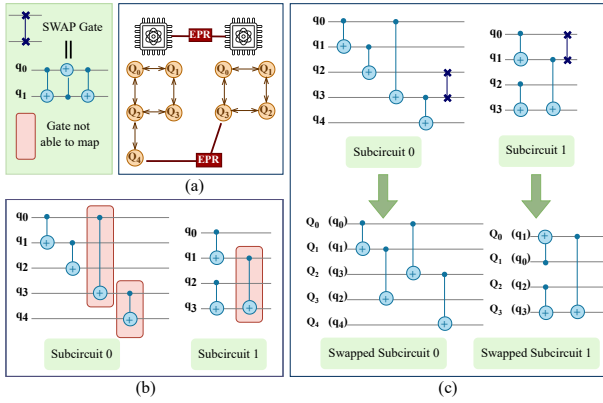 SWAP Gate
q0
q1
Gate not
able to map
EPR
Q0 Q1 Q0 Q1
Q2 Q3 Q3 Q2
Q4 EPR
(a)
q0
q1
q2
q3
q4
Subcircuit 0
q0
q1
q2
q3
Subcircuit 1
(b)
q0
q1
q2
q3
q4
Subcircuit 0
q0
q1
q2
q3
Subcircuit 1
Q0 (q0)
Q1 (q1)
Q2 (q3)
Q3 (q2)
Q4 (q4)
Swapped Subcircuit 0
Q0 (q1)
Q1 (q0)
Q2 (q2)
Q3 (q3)
Swapped Subcircuit 1
(c)